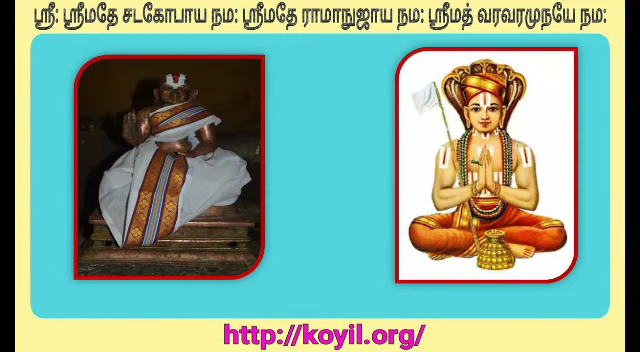 ஸ்ரீ: ஸ்ரீமதே சடகோபாய நம: ஸ்ரீமதே ராமாநுஜாய நம: ஸ்ரீமத் வரவரமுநயே நம:
http://koyil.org/